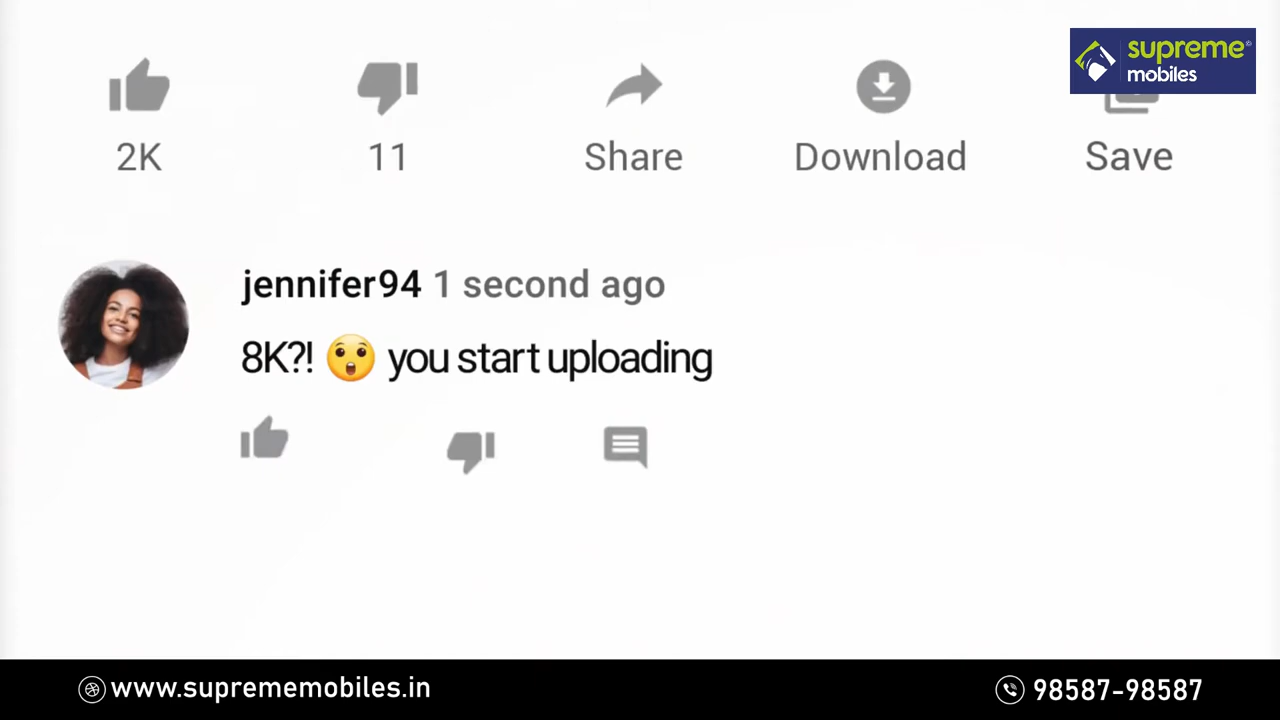 supreme
mobiles
2K
11
Share
Download
Save
jennifer94 1 second ago
8K?! 😲 you start uploading
www.suprememobiles.in
98587-98587